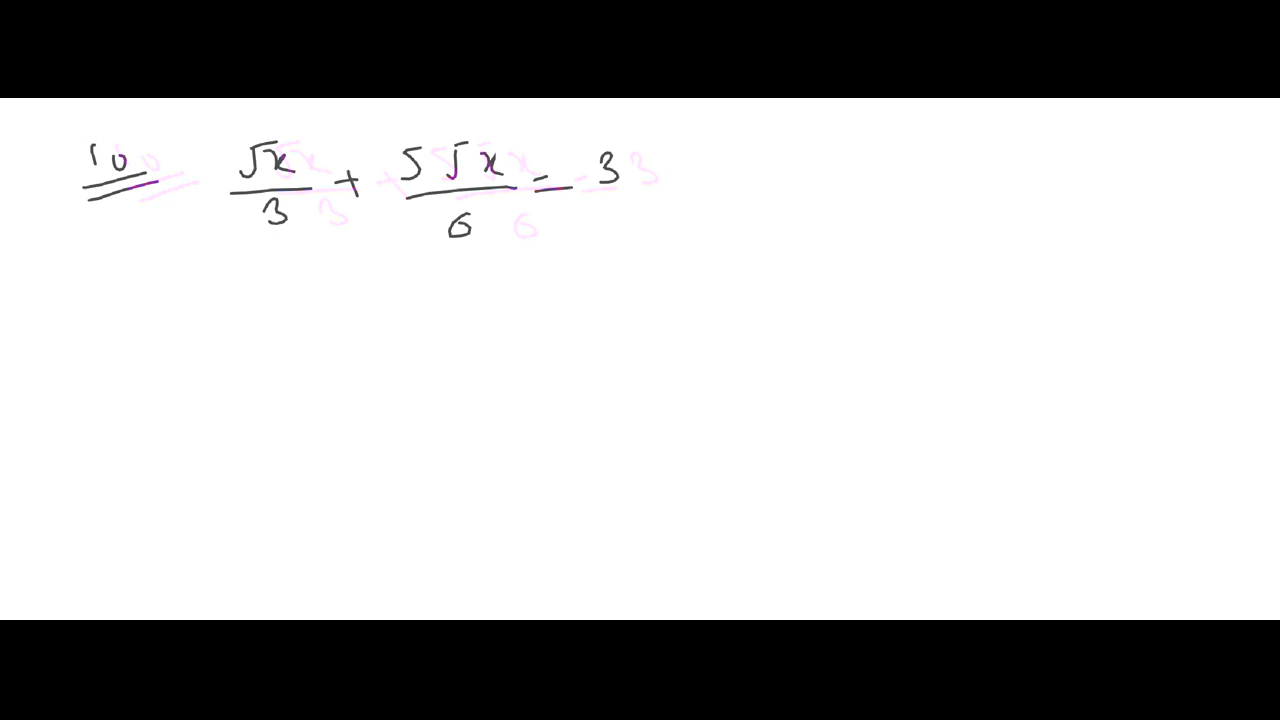 10 √x/3 + 5√x/6 = 3